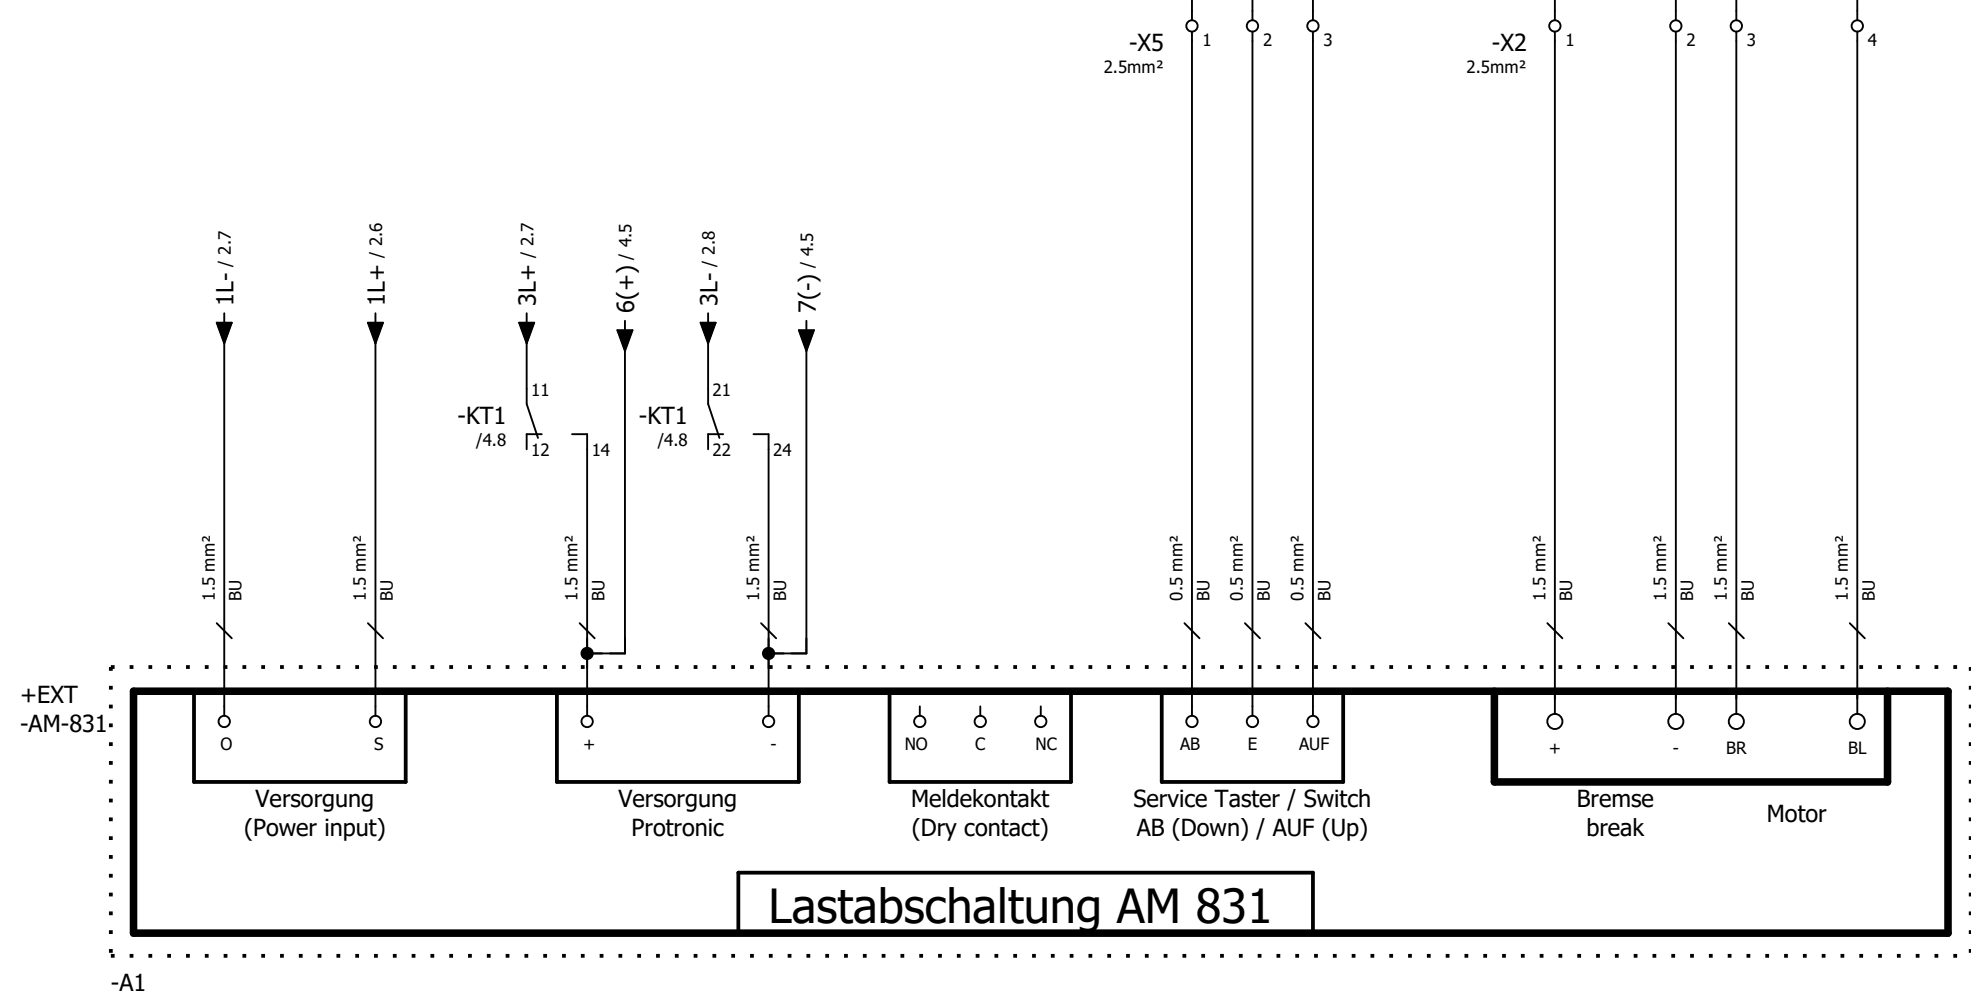 -X5
2.5mm²
1
2
3
-X2
2.5mm²
1
2
3
4
1L- / 2.7
1L+ / 2.6
3L+ / 2.7
6(+) / 4.5
3L- / 2.8
7(-) / 4.5
-KT1
/4.8
11
12
14
-KT1
/4.8
21
22
24
1.5 mm²
BU
1.5 mm²
BU
1.5 mm²
BU
1.5 mm²
BU
0.5 mm²
BU
0.5 mm²
BU
0.5 mm²
BU
1.5 mm²
BU
1.5 mm²
BU
1.5 mm²
BU
1.5 mm²
BU
+EXT
-AM-831
O
S
+
-
NO
C
NC
AB
E
AUF
+
-
BR
BL
Versorgung
(Power input)
Versorgung
Protronic
Meldekontakt
(Dry contact)
Service Taster / Switch
AB (Down) / AUF (Up)
Bremse
break
Motor
Lastabschaltung AM 831
-A1